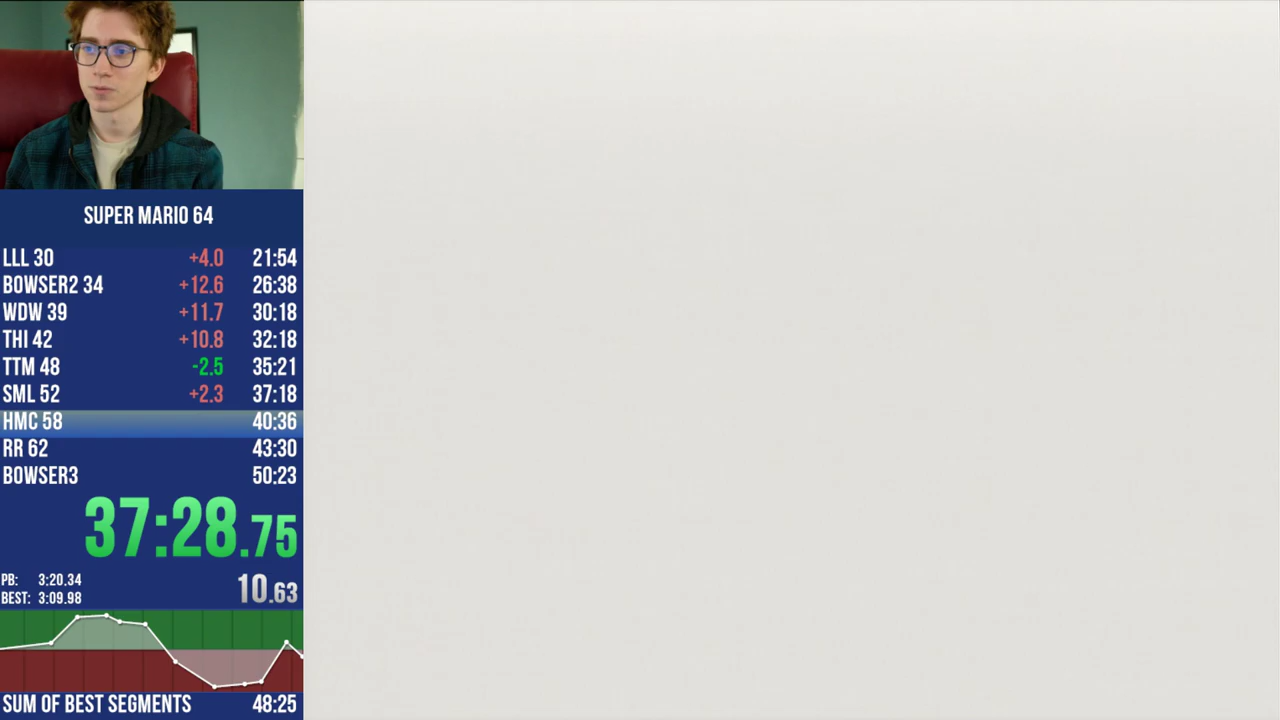 SUPER MARIO 64
LLL 30 +4.0 21:54
BOWSER2 34 +12.6 26:38
WDW 39 +11.7 30:18
THI 42 +10.8 32:18
TTM 48 -2.5 35:21
SML 52 +2.3 37:18
HMC 58 40:36
RR 62 43:30
BOWSER3 50:23
37:28.75
PB: 3:20.34 10.63
BEST: 3:09.98
SUM OF BEST SEGMENTS 48:25